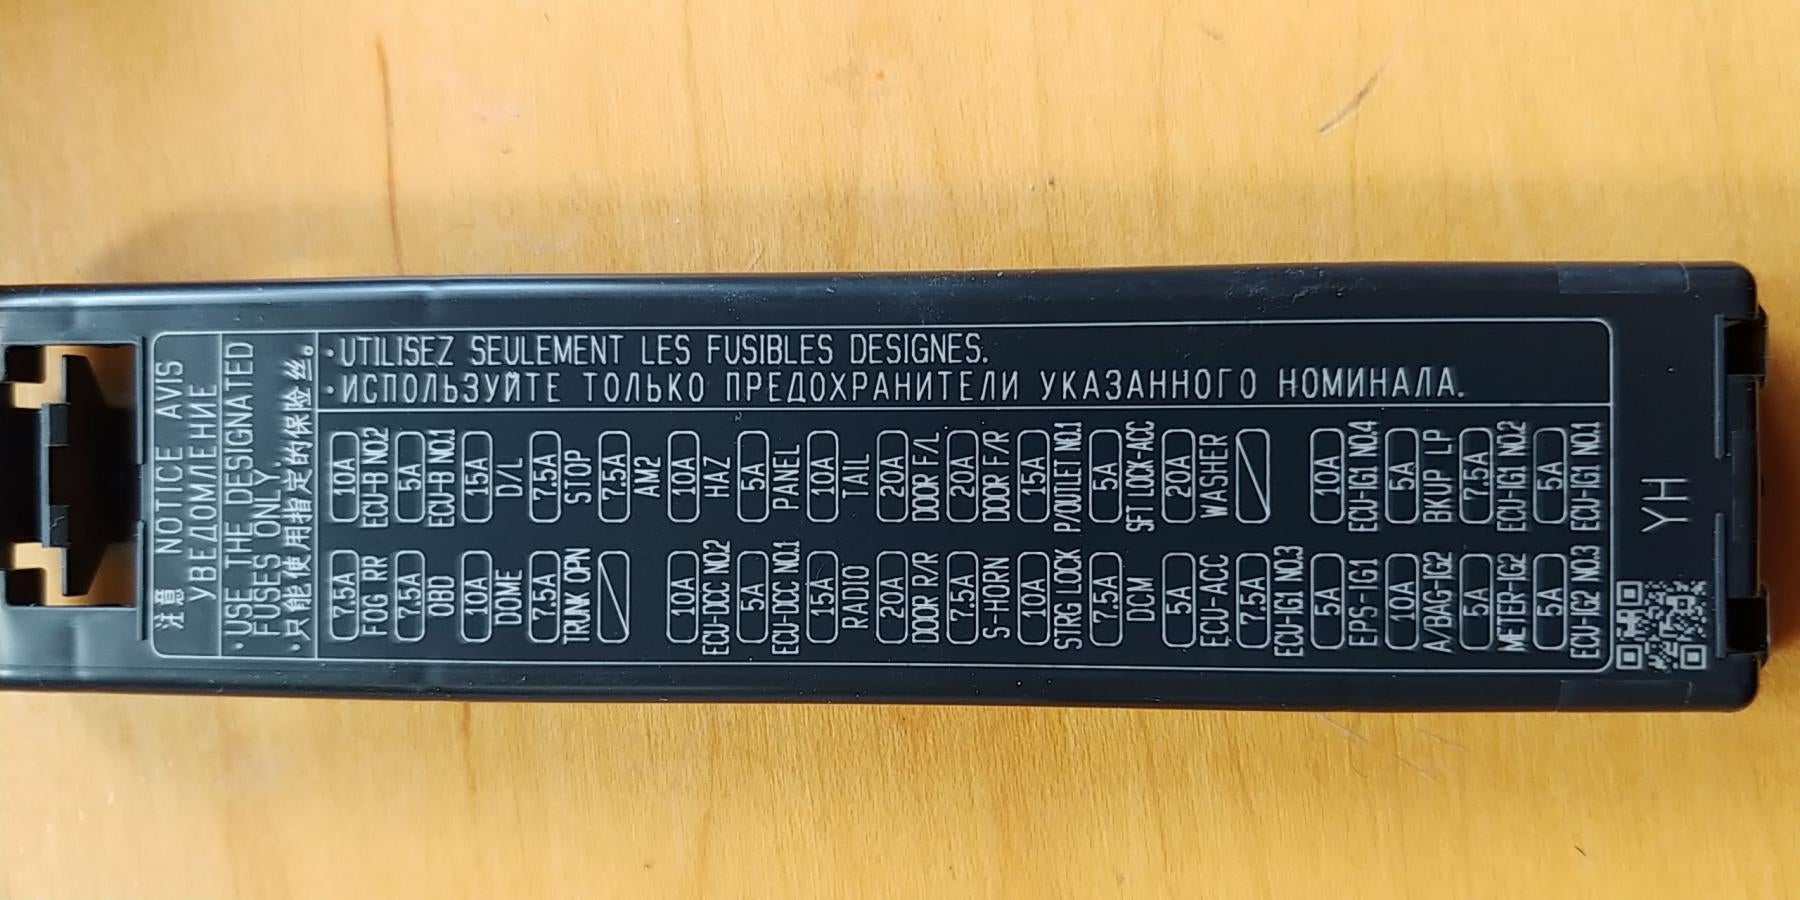 注意 NOTICE AVIS
УВЕДОМЛЕНИЕ
·USE THE DESIGNATED
FUSES ONLY.
·只能使用指定的保险丝。
·UTILISEZ SEULEMENT LES FUSIBLES DESIGNES.
·ИСПОЛЬЗУЙТЕ ТОЛЬКО ПРЕДОХРАНИТЕЛИ УКАЗАННОГО НОМИНАЛА.
7.5A 10A
FOG RR ECU-B NO.2
7.5A 5A
OBD ECU-B NO.1
10A 15A
DOME D/L
7.5A 7.5A
TRUNK OPN STOP
7.5A
AM2
10A 10A
ECU-DCC NO.2 HAZ
5A 5A
ECU-DCC NO.1 PANEL
15A 10A
RADIO TAIL
20A 20A
DOOR R/R DOOR F/L
7.5A 20A
S-HORN DOOR F/R
10A 15A
STRG LOCK P/OUTLET NO.1
7.5A 5A
DCM SFT LOCK-ACC
5A 20A
ECU-ACC WASHER
7.5A
ECU-IG1 NO.3
5A 10A
EPS-IG1 ECU-IG1 NO.4
10A 5A
A/BAG-IG2 BKUP LP
5A 7.5A
METER-IG2 ECU-IG1 NO.2
5A 5A
ECU-IG2 NO.3 ECU-IG1 NO.1
YH